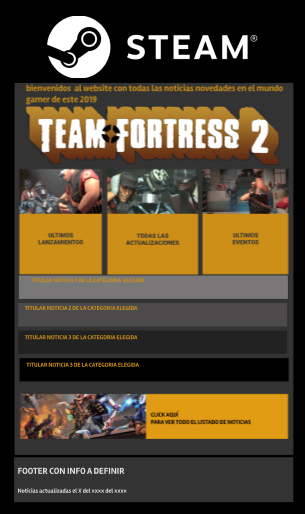 STEAM®
bienvenidos al website con todas las noticias novedades en el mundo
gamer de este 2019
TEAM FORTRESS 2
ULTIMOS
LANZAMIENTOS
TODAS LAS
ACTUALIZACIONES
ULTIMOS
EVENTOS
TITULAR NOTICIA 1 DE LA CATEGORIA ELEGIDA
TITULAR NOTICIA 2 DE LA CATEGORIA ELEGIDA
TITULAR NOTICIA 3 DE LA CATEGORIA ELEGIDA
TITULAR NOTICIA 3 DE LA CATEGORIA ELEGIDA
CLICK AQUÍ
PARA VER TODO EL LISTADO DE NOTICIAS
FOOTER CON INFO A DEFINIR
Noticias actualizadas el X del xxxx del xxxx